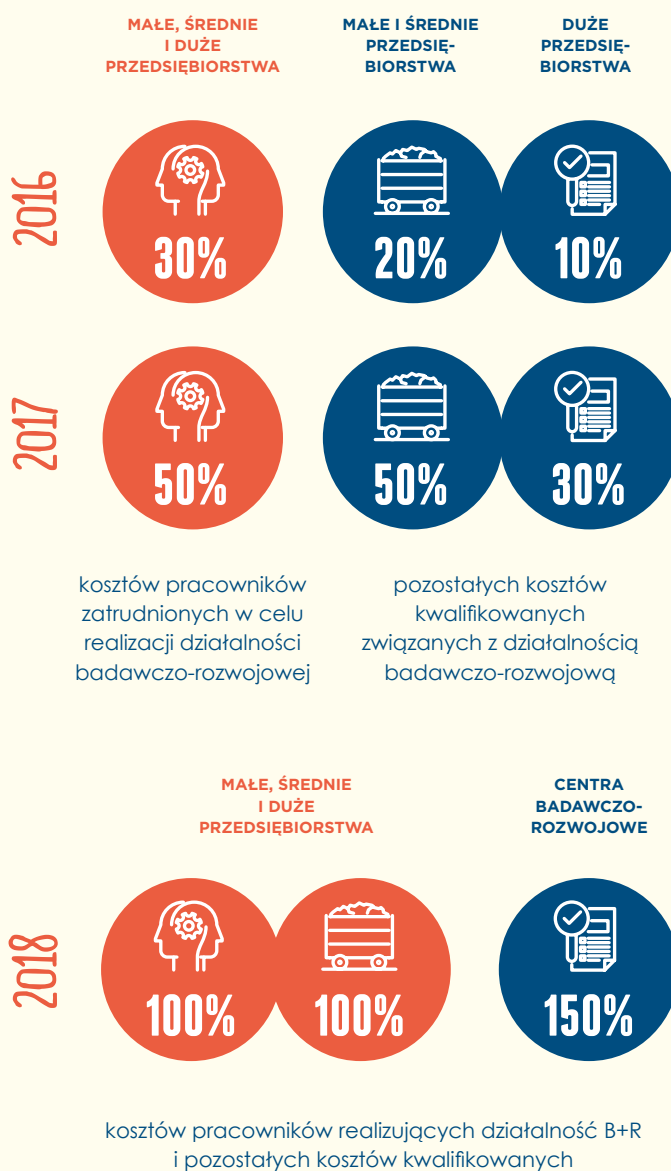 MAŁE, ŚREDNIE
I DUŻE
PRZEDSIĘBIORSTWA
MAŁE I ŚREDNIE
PRZEDSIĘ-
BIORSTWA
DUŻE
PRZEDSIĘ-
BIORSTWA
2016
30%
20%
10%
2017
50%
50%
30%
kosztów pracowników
zatrudnionych w celu
realizacji działalności
badawczo-rozwojowej
pozostałych kosztów
kwalifikowanych
związanych z działalnością
badawczo-rozwojową
MAŁE, ŚREDNIE
I DUŻE
PRZEDSIĘBIORSTWA
CENTRA
BADAWCZO-
ROZWOJOWE
2018
100%
100%
150%
kosztów pracowników realizujących działalność B+R
i pozostałych kosztów kwalifikowanych